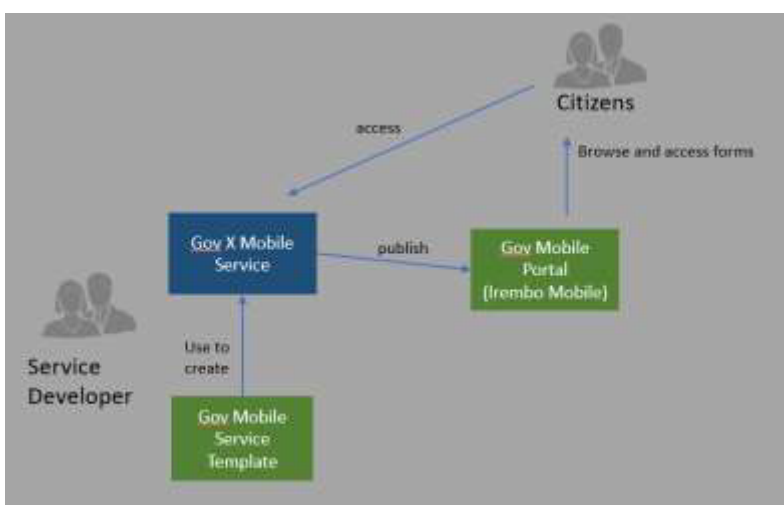 Citizens
access
Browse and access forms
Gov X Mobile
Service
publish
Gov Mobile
Portal
(Irembo Mobile)
Service
Developer
Use to
create
Gov Mobile
Service
Template